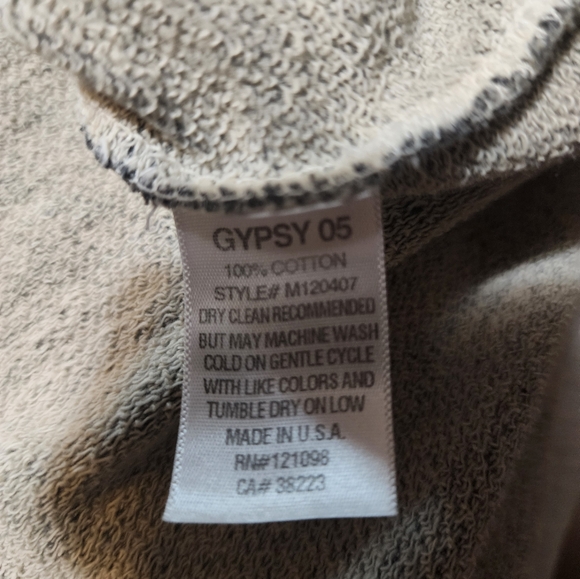 GYPSY 05
100% COTTON
STYLE# M120407
DRY CLEAN RECOMMENDED
BUT MAY MACHINE WASH
COLD ON GENTLE CYCLE
WITH LIKE COLORS AND
TUMBLE DRY ON LOW
MADE IN U.S.A.
RN#121098
CA# 38223